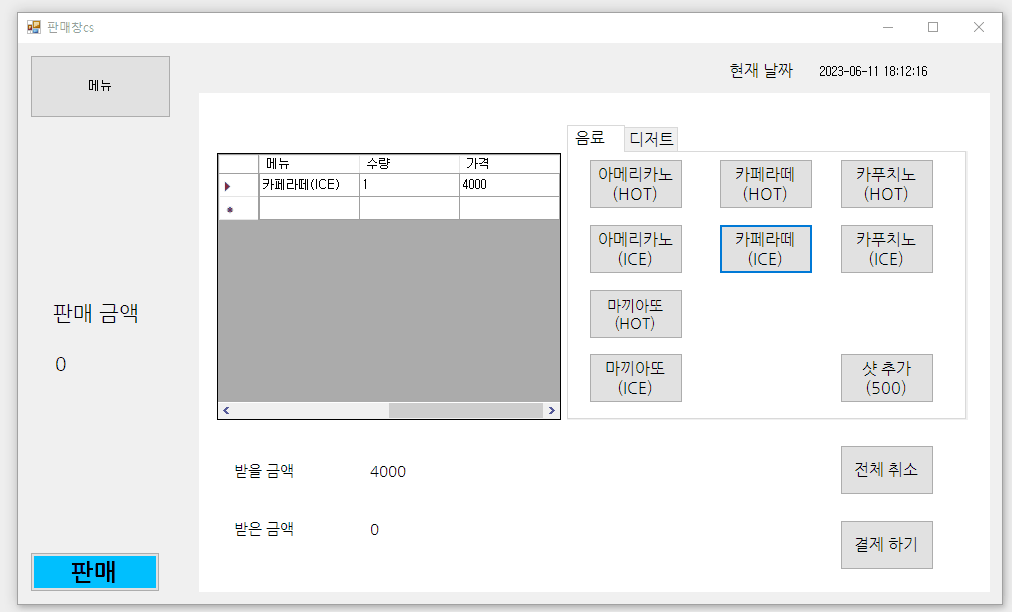 판매창cs
메뉴
현재 날짜 2023-06-11 18:12:16
음료 디저트
메뉴 수량 가격
카페라떼(ICE) 1 4000
아메리카노
(HOT)
카페라떼
(HOT)
카푸치노
(HOT)
아메리카노
(ICE)
카페라떼
(ICE)
카푸치노
(ICE)
마끼아또
(HOT)
마끼아또
(ICE)
샷 추가
(500)
판매 금액
0
받을 금액 4000
받은 금액 0
전체 취소
결제 하기
판매